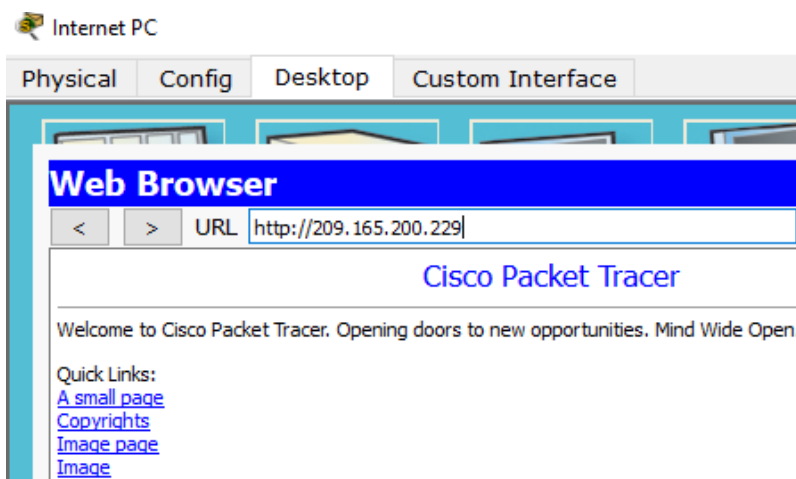 Internet PC
Physical Config Desktop Custom Interface
Web Browser
< > URL http://209.165.200.229
Cisco Packet Tracer
Welcome to Cisco Packet Tracer. Opening doors to new opportunities. Mind Wide Open
Quick Links:
A small page
Copyrights
Image page
Image